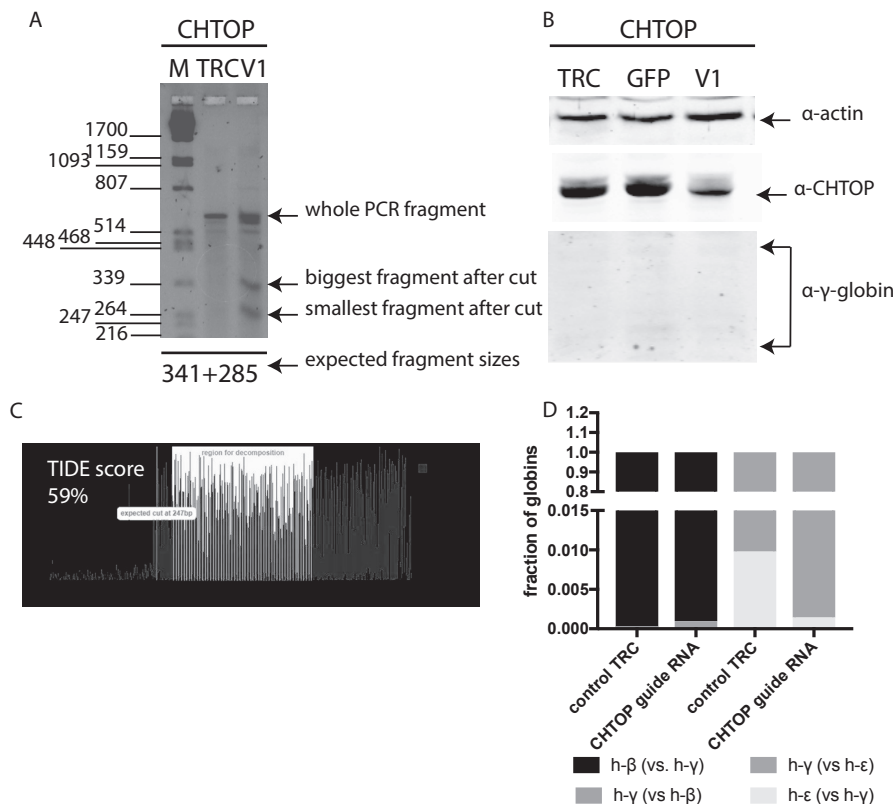 A
CHTOP
M TRC V1
1700
1159
1093
807
514
468
448
339
264
247
216
whole PCR fragment
biggest fragment after cut
smallest fragment after cut
expected fragment sizes
341+285
B
CHTOP
TRC GFP V1
α-actin
α-CHTOP
α-γ-globin
C
TIDE score
59%
region for decomposition
expected cut at 247bp
D
fraction of globins
1.2
1.1
1.0
0.9
0.8
0.015
0.010
0.005
0.000
control TRC
CHTOP guide RNA
control TRC
CHTOP guide RNA
h-β (vs. h-γ)
h-γ (vs h-ε)
h-γ (vs h-β)
h-ε (vs h-γ)